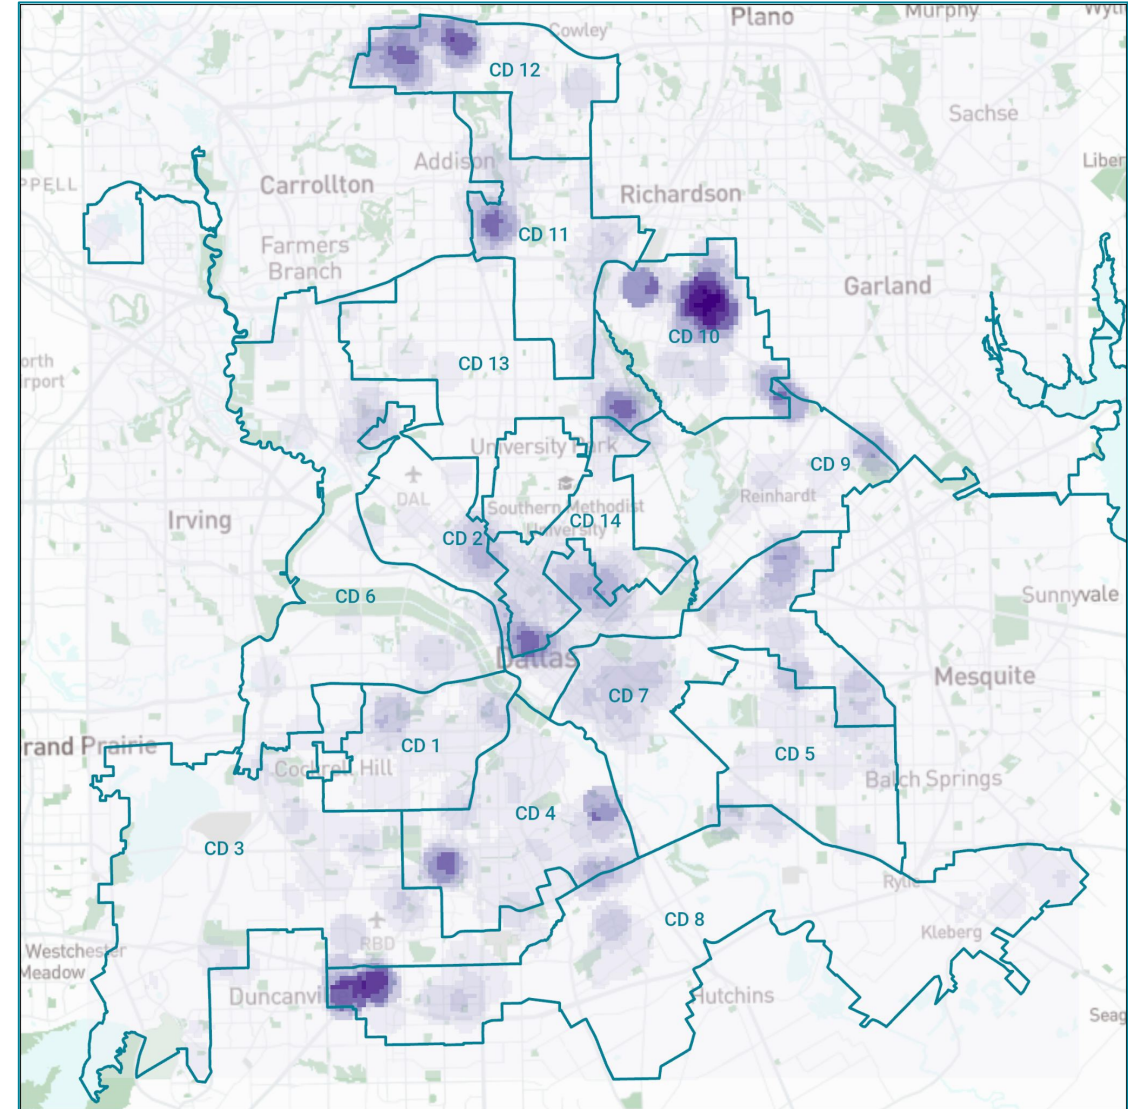 Plano
Murphy
Cowley
CD 12
Sachse
Addison
Carrollton
Richardson
CD 11
Farmers
Branch
Garland
CD 10
CD 13
University Park
CD 9
DAL
Reinhardt
Southern Methodist
University
Irving
CD 14
CD 2
CD 6
Sunnyvale
Dallas
Mesquite
CD 7
CD 1
CD 5
Cockrell Hill
Balch Springs
CD 4
CD 3
Rylie
CD 8
Kleberg
RBD
Westchester
Meadow
Hutchins